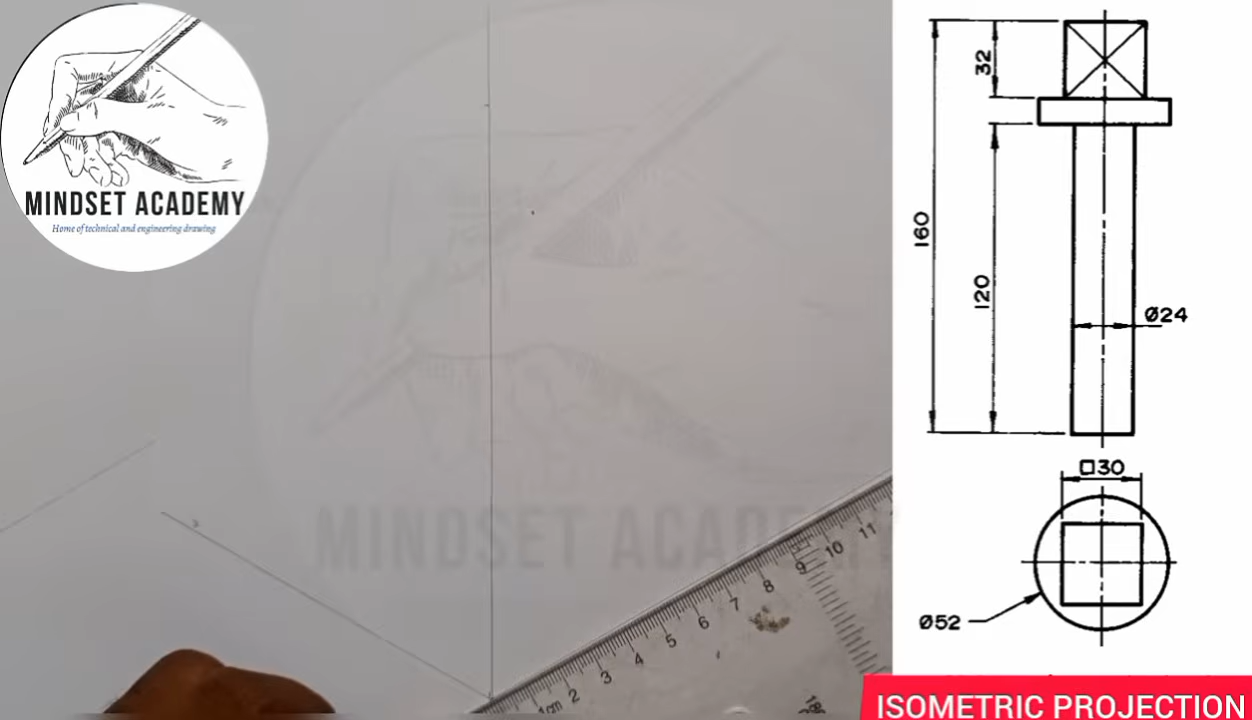 MINDSET ACADEMY
Home of technical and engineering drawing
MINDSET ACADEMY
1cm 2 3 4 5 6 7 8 9 10 11
32
160
120
Ø24
□30
Ø52
ISOMETRIC PROJECTION